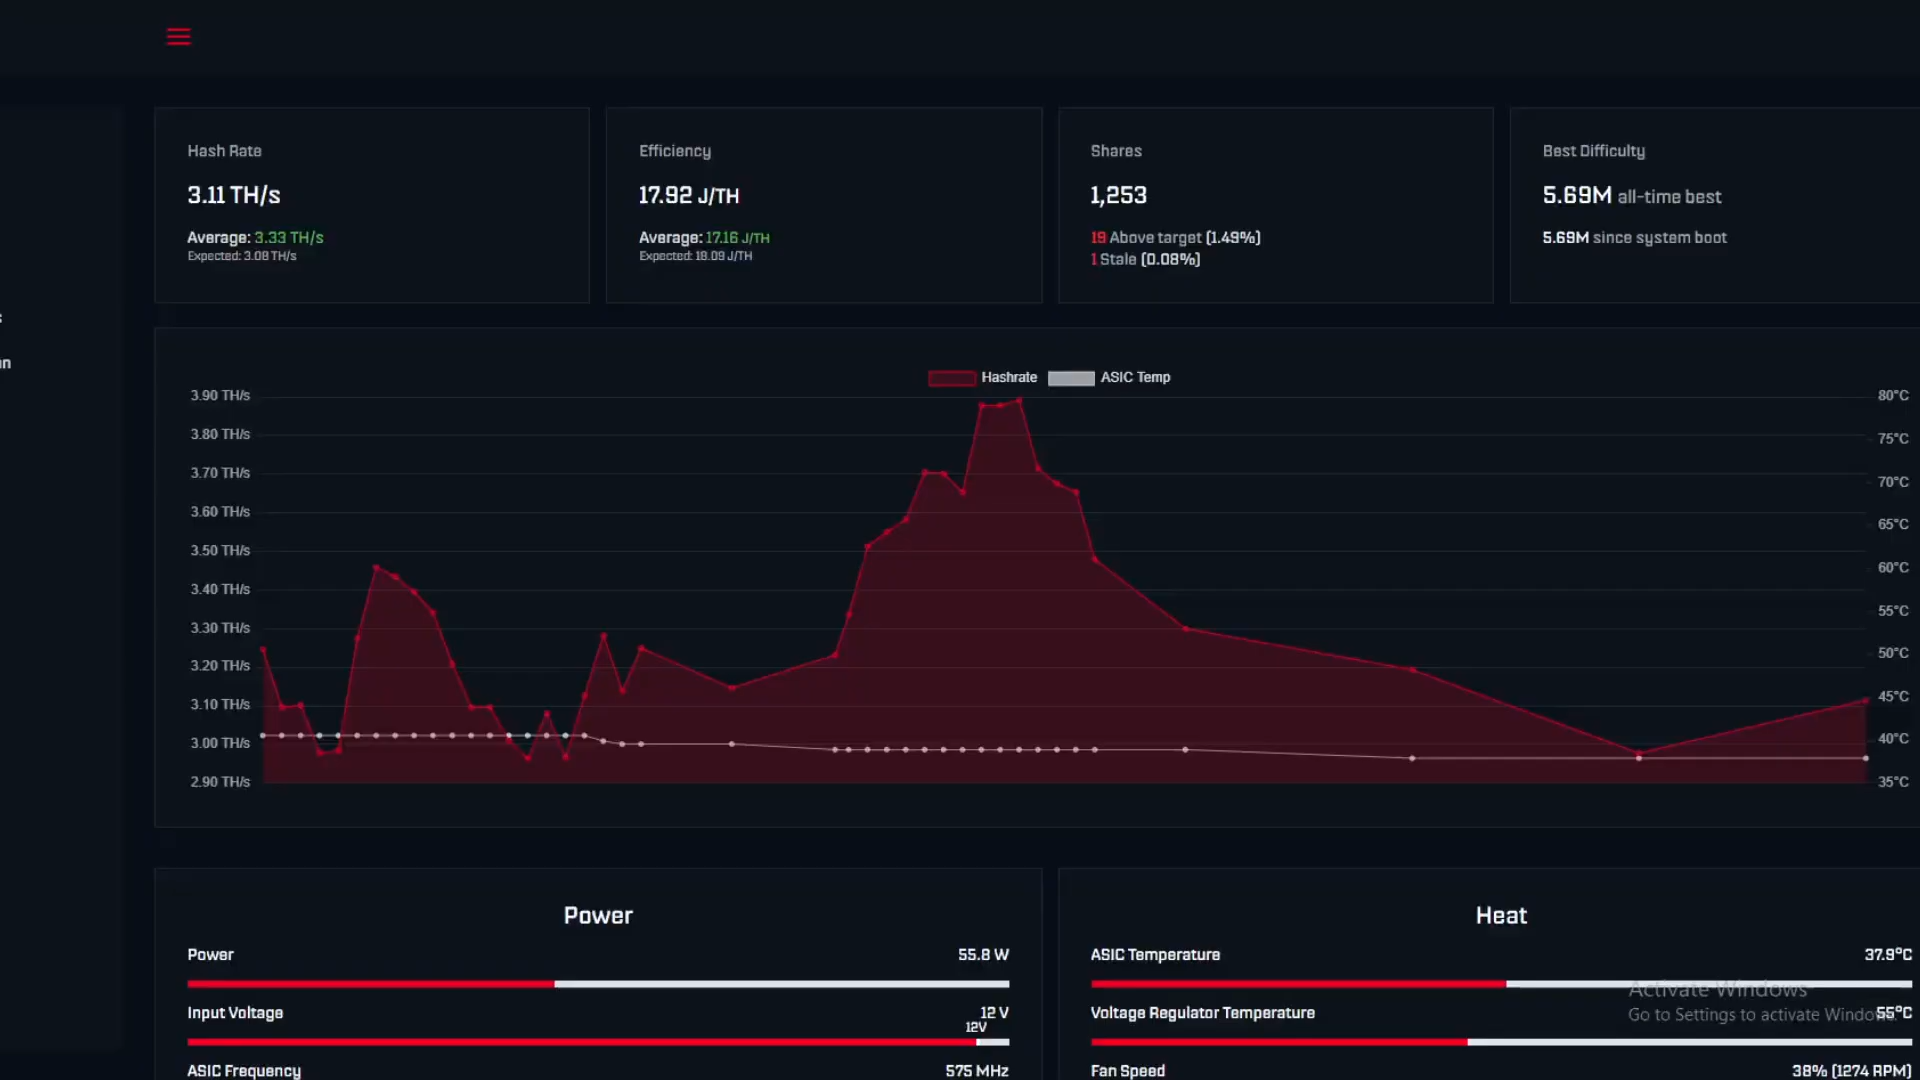 Hash Rate
3.11 TH/s
Average: 3.33 TH/s
Expected: 3.08 TH/s
Efficiency
17.92 J/TH
Average: 17.16 J/TH
Expected: 18.09 J/TH
Shares
1,253
19 Above target (1.49%)
1 Stale (0.08%)
Best Difficulty
5.69M all-time best
5.69M since system boot
Hashrate ASIC Temp
3.90 TH/s
3.80 TH/s
3.70 TH/s
3.60 TH/s
3.50 TH/s
3.40 TH/s
3.30 TH/s
3.20 TH/s
3.10 TH/s
3.00 TH/s
2.90 TH/s
80°C
75°C
70°C
65°C
60°C
55°C
50°C
45°C
40°C
35°C
Power
Power 55.8 W
Input Voltage 12 V
12V
ASIC Frequency 575 MHz
Heat
ASIC Temperature 37.9°C
Voltage Regulator Temperature 55°C
Fan Speed 38% (1274 RPM)
Activate Windows
Go to Settings to activate Windows.